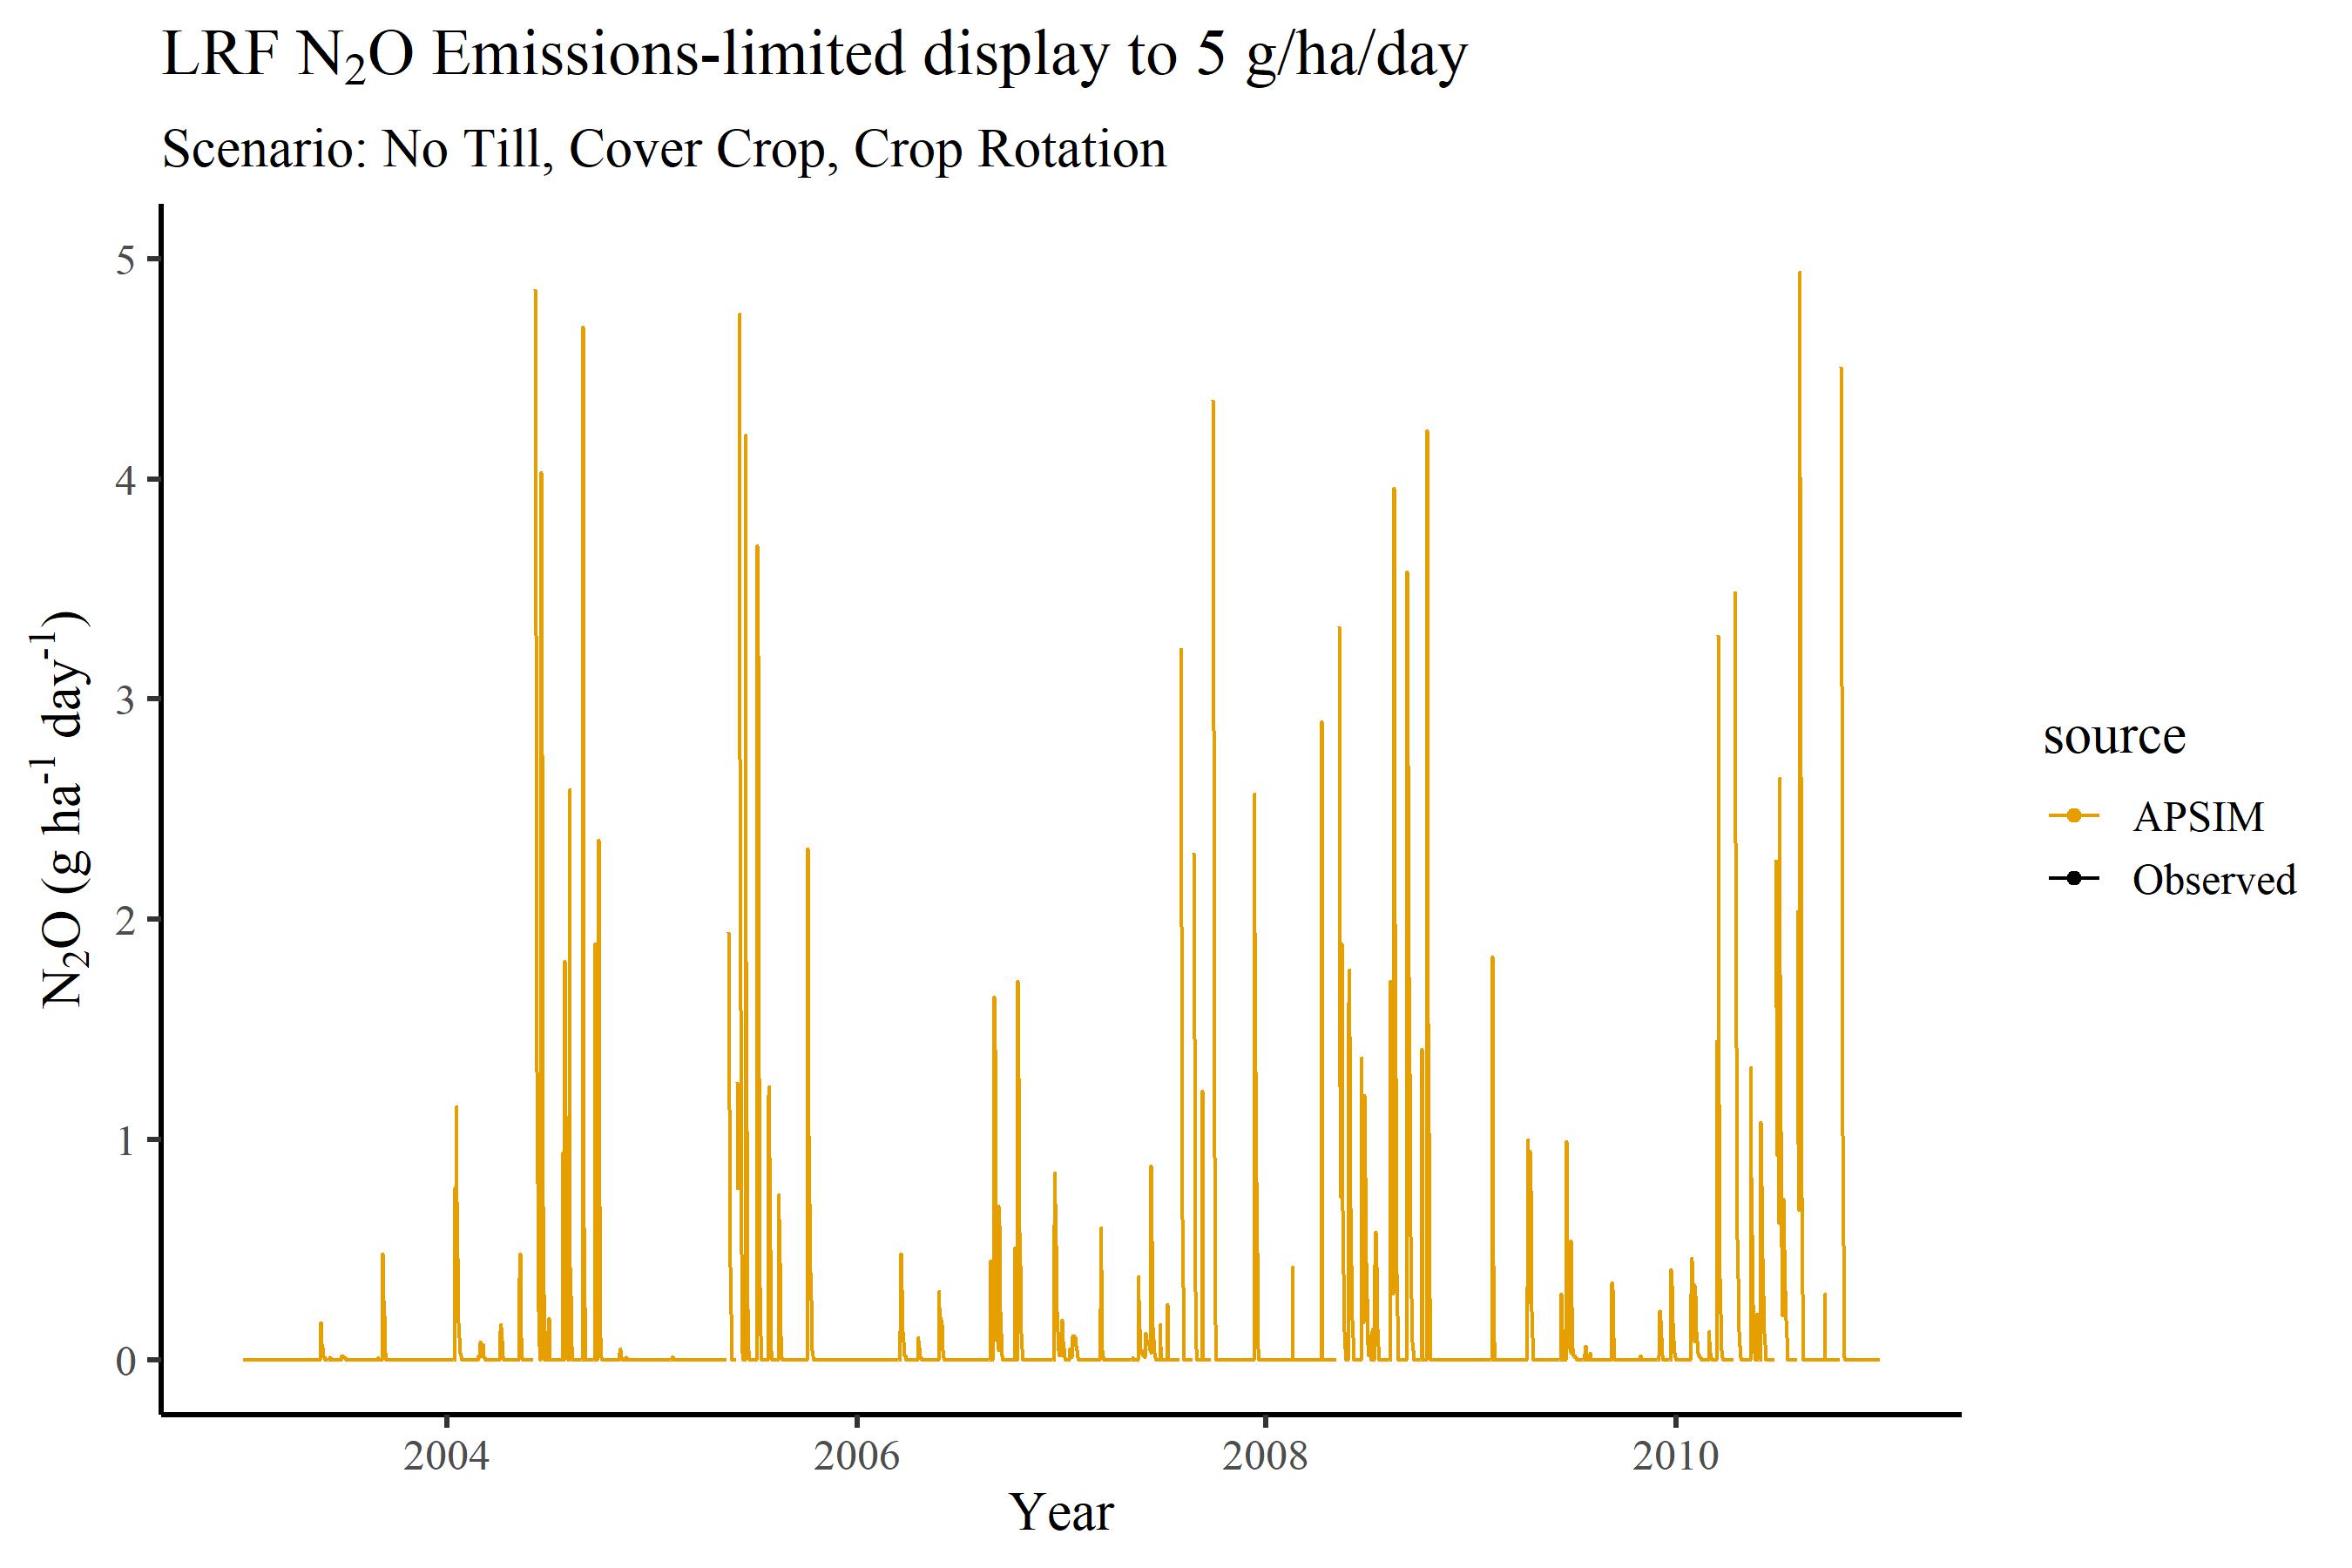 LRF N₂O Emissions-limited display to 5 g/ha/day
Scenario: No Till, Cover Crop, Crop Rotation
N₂O (g ha⁻¹ day⁻¹)
5
4
3
2
1
0
2004 2006 2008 2010
Year
source
APSIM
Observed